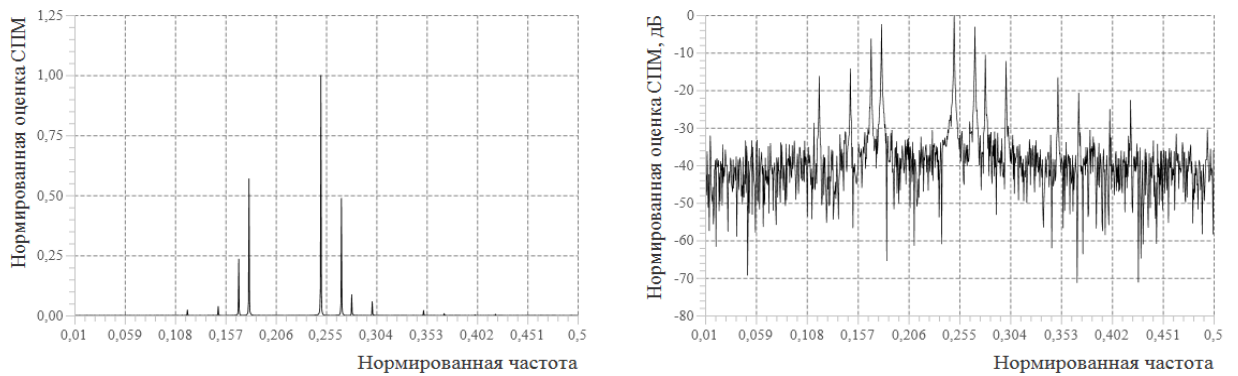 Нормированная оценка СПМ
1,25
1,00
0,75
0,50
0,25
0,00
0,01 0,059 0,108 0,157 0,206 0,255 0,304 0,353 0,402 0,451 0,5
Нормированная частота
Нормированная оценка СПМ, дБ
0
-10
-20
-30
-40
-50
-60
-70
-80
0,01 0,059 0,108 0,157 0,206 0,255 0,304 0,353 0,402 0,451 0,5
Нормированная частота